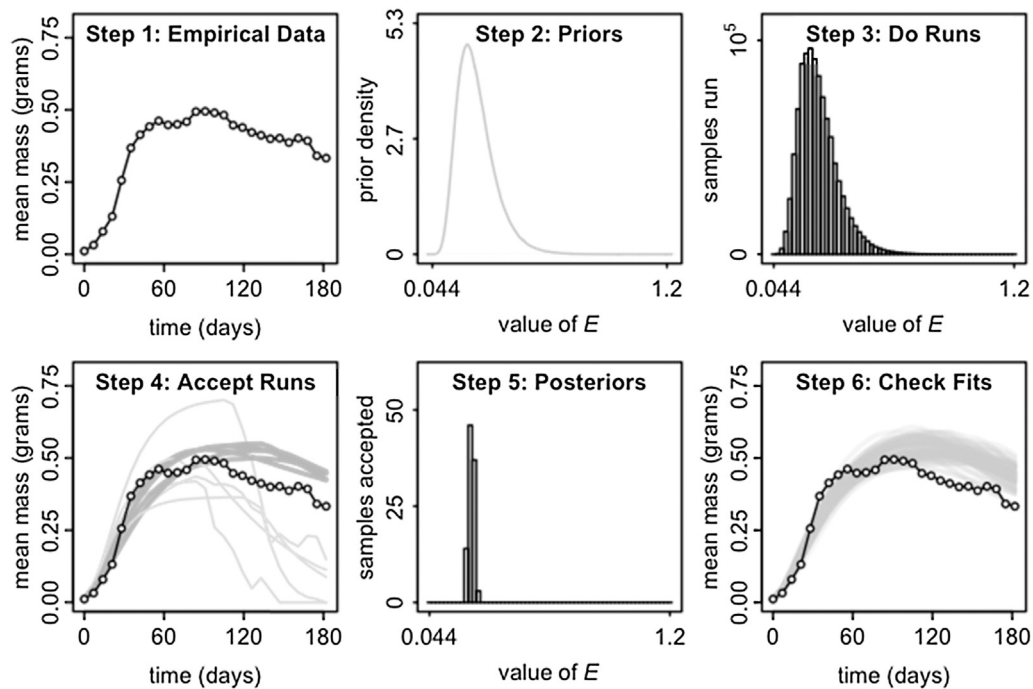 Step 1: Empirical Data
mean mass (grams)
0.75
0.50
0.25
0.00
0 60 120 180
time (days)
Step 2: Priors
prior density
5.3
2.7
0
0.044 1.2
value of E
Step 3: Do Runs
samples run
10^5
0
0.044 1.2
value of E
Step 4: Accept Runs
mean mass (grams)
0.75
0.50
0.25
0.00
0 60 120 180
time (days)
Step 5: Posteriors
samples accepted
50
25
0
0.044 1.2
value of E
Step 6: Check Fits
mean mass (grams)
0.75
0.50
0.25
0.00
0 60 120 180
time (days)